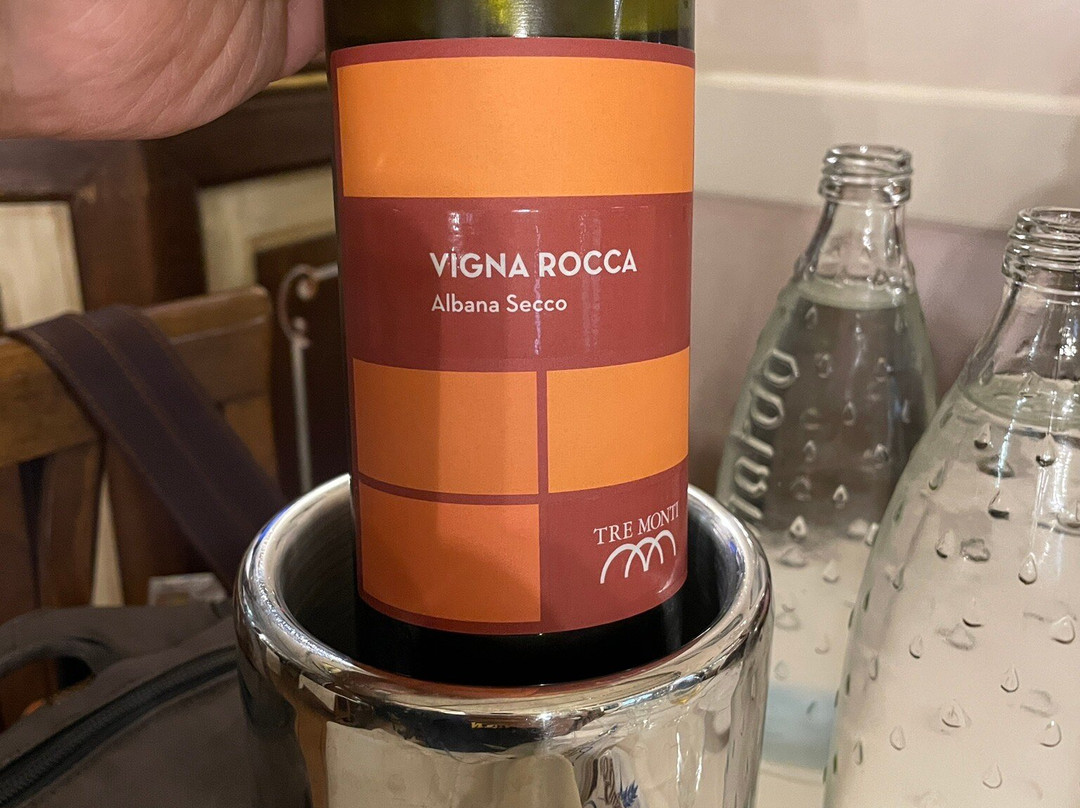 VIGNA ROCCA
Albana Secco
TRE MONTI